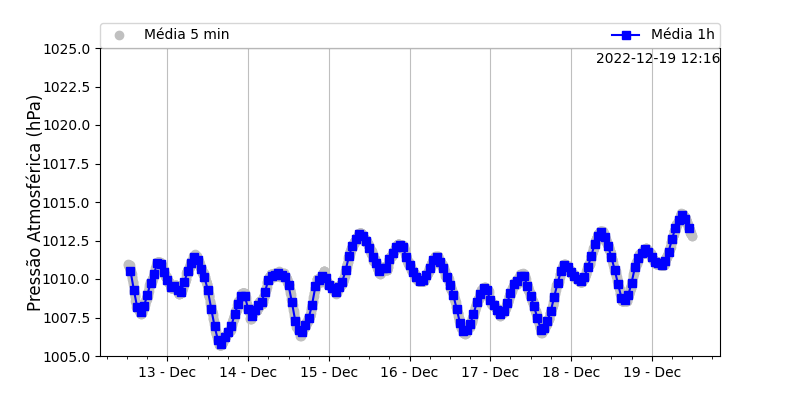 Média 5 min
Média 1h
2022-12-19 12:16
Pressão Atmosférica (hPa)
1025.0
1022.5
1020.0
1017.5
1015.0
1012.5
1010.0
1007.5
1005.0
13 - Dec
14 - Dec
15 - Dec
16 - Dec
17 - Dec
18 - Dec
19 - Dec